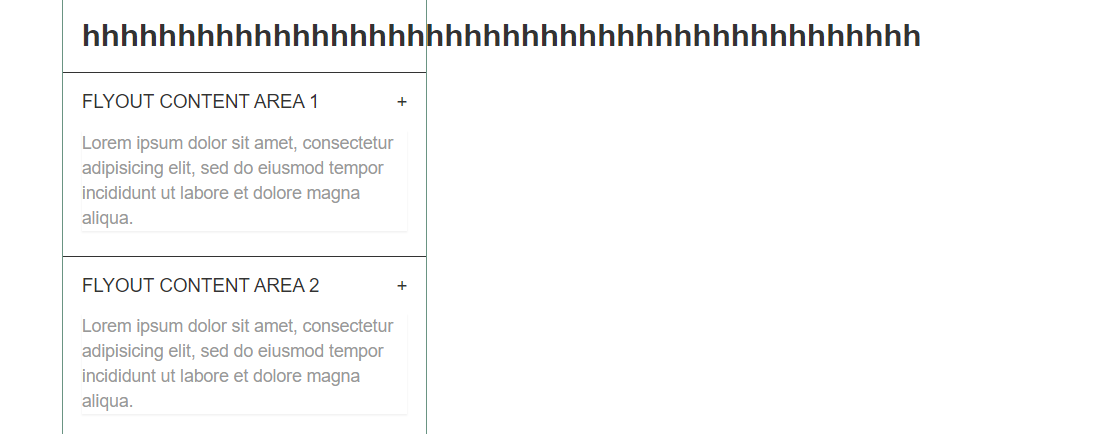 hhhhhhhhhhhhhhhhhhhhhhhhhhhhhhhhhhhhhhhhhhhh
FLYOUT CONTENT AREA 1 +
Lorem ipsum dolor sit amet, consectetur
adipisicing elit, sed do eiusmod tempor
incididunt ut labore et dolore magna
aliqua.
FLYOUT CONTENT AREA 2 +
Lorem ipsum dolor sit amet, consectetur
adipisicing elit, sed do eiusmod tempor
incididunt ut labore et dolore magna
aliqua.